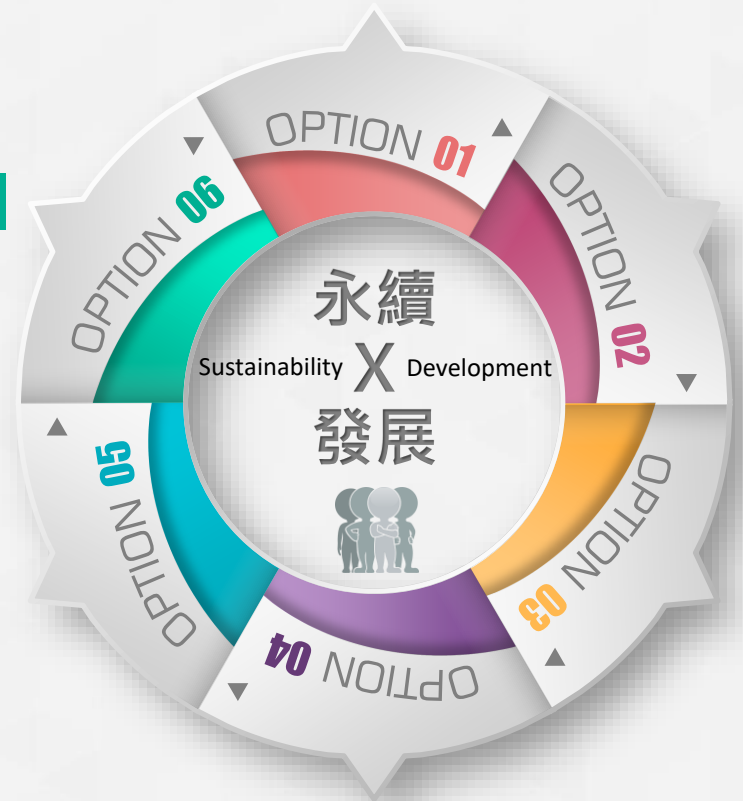 OPTION 01
OPTION 02
OPTION 03
OPTION 04
OPTION 05
OPTION 06
永續
Sustainability X Development
發展